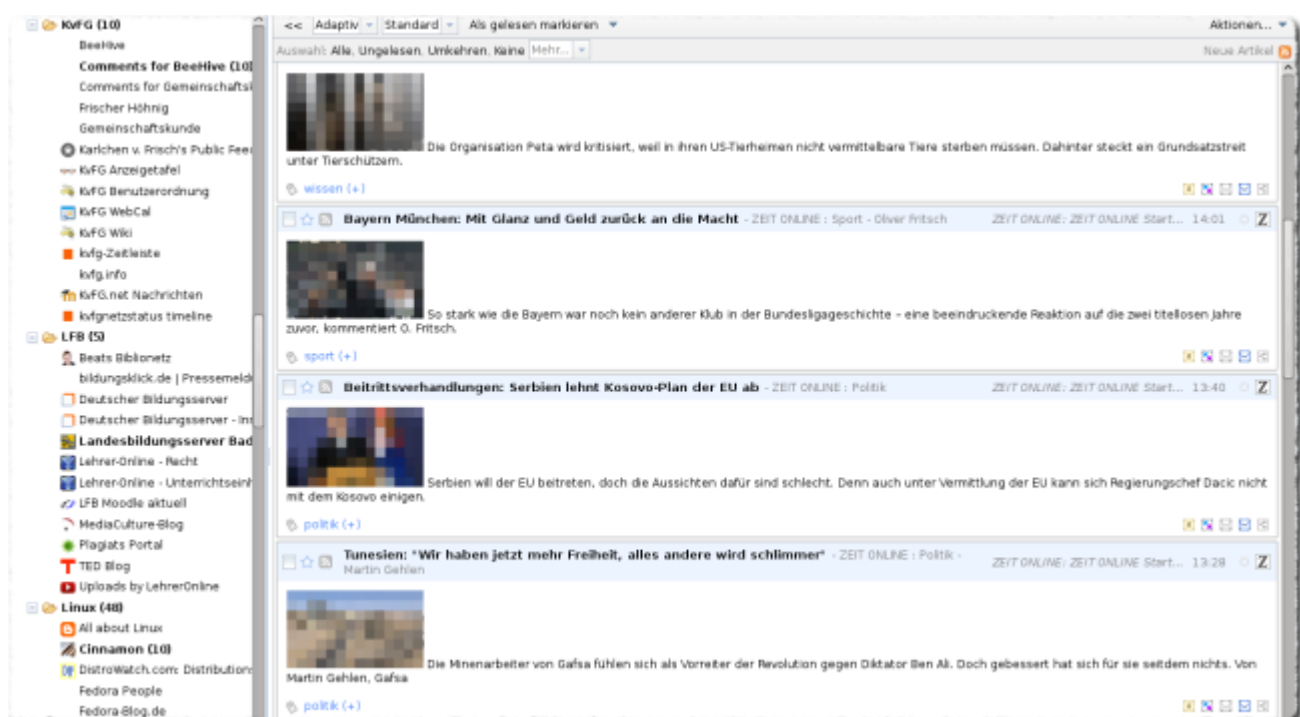 KvFG (10)
BeeHive
Comments for BeeHive (10)
Comments for Gemeinschafts
Frischer Höhnig
Gemeinschaftskunde
Karlchen v. Frisch's Public Fee
KvFG Anzeigetafel
KvFG Benutzerordnung
KvFG WebCal
KvFG Wiki
kvfg-Zeitleiste
kvfg.info
KvFG.net Nachrichten
kvfgnetzstatus timeline
LFB (5)
Beats Biblionetz
bildungsklick.de | Pressemeld
Deutscher Bildungsserver
Deutscher Bildungsserver - In
Landesbildungsserver Bad
Lehrer-Online - Recht
Lehrer-Online - Unterrichtsein
LFB Moodle aktuell
MediaCulture-Blog
Plagiats Portal
TED Blog
Uploads by LehrerOnline
Linux (48)
All about Linux
Cinnamon (10)
DistroWatch.com: Distribution
Fedora People
Fedora-Blog.de
<< Adaptiv Standard Als gelesen markieren Aktionen...
Auswahl: Alle, Ungelesen, Umkehren, Keine Mehr... Neue Artikel
Die Organisation Peta wird kritisiert, weil in ihren US-Tierheimen nicht vermittelbare Tiere sterben müssen. Dahinter steckt ein Grundsatzstreit
unter Tierschützern.
wissen (+)
Bayern München: Mit Glanz und Geld zurück an die Macht - ZEIT ONLINE : Sport - Oliver Fritsch ZEIT ONLINE: ZEIT ONLINE Start... 14:01 Z
So stark wie die Bayern war noch kein anderer Klub in der Bundesligageschichte – eine beeindruckende Reaktion auf die zwei titellosen Jahre
zuvor, kommentiert O. Fritsch.
sport (+)
Beitrittsverhandlungen: Serbien lehnt Kosovo-Plan der EU ab - ZEIT ONLINE : Politik ZEIT ONLINE: ZEIT ONLINE Start... 13:40 Z
Serbien will der EU beitreten, doch die Aussichten dafür sind schlecht. Denn auch unter Vermittlung der EU kann sich Regierungschef Dacic nicht
mit dem Kosovo einigen.
politik (+)
Tunesien: "Wir haben jetzt mehr Freiheit, alles andere wird schlimmer" - ZEIT ONLINE : Politik -
Martin Gehlen ZEIT ONLINE: ZEIT ONLINE Start... 13:28 Z
Die Minenarbeiter von Gafsa fühlen sich als Vorreiter der Revolution gegen Diktator Ben Ali. Doch gebessert hat sich für sie seitdem nichts. Von
Martin Gehlen, Gafsa
politik (+)